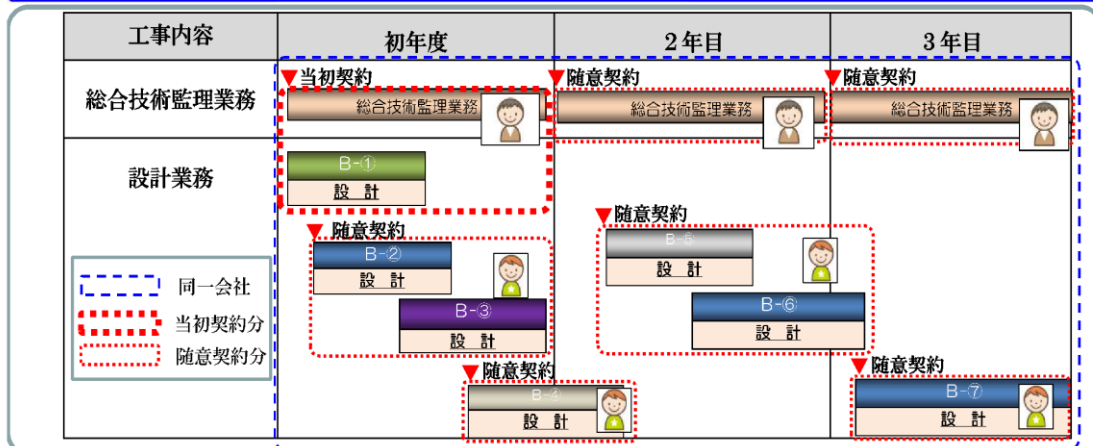 工事内容
初年度
２年目
３年目
総合技術監理業務
▼当初契約
総合技術監理業務
▼随意契約
総合技術監理業務
▼随意契約
総合技術監理業務
設計業務
B-①
設 計
▼随意契約
B-②
設 計
B-③
設 計
▼随意契約
B-④
設 計
▼随意契約
B-⑤
設 計
B-⑥
設 計
▼随意契約
B-⑦
設 計
同一会社
当初契約分
随意契約分